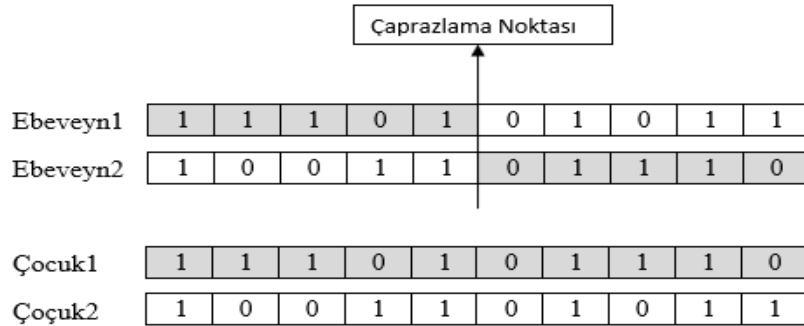 Çaprazlama Noktası
Ebeveyn1 1 1 1 0 1 0 1 0 1 1
Ebeveyn2 1 0 0 1 1 0 1 1 1 0
Çocuk1 1 1 1 0 1 0 1 1 1 0
Çoçuk2 1 0 0 1 1 0 1 0 1 1